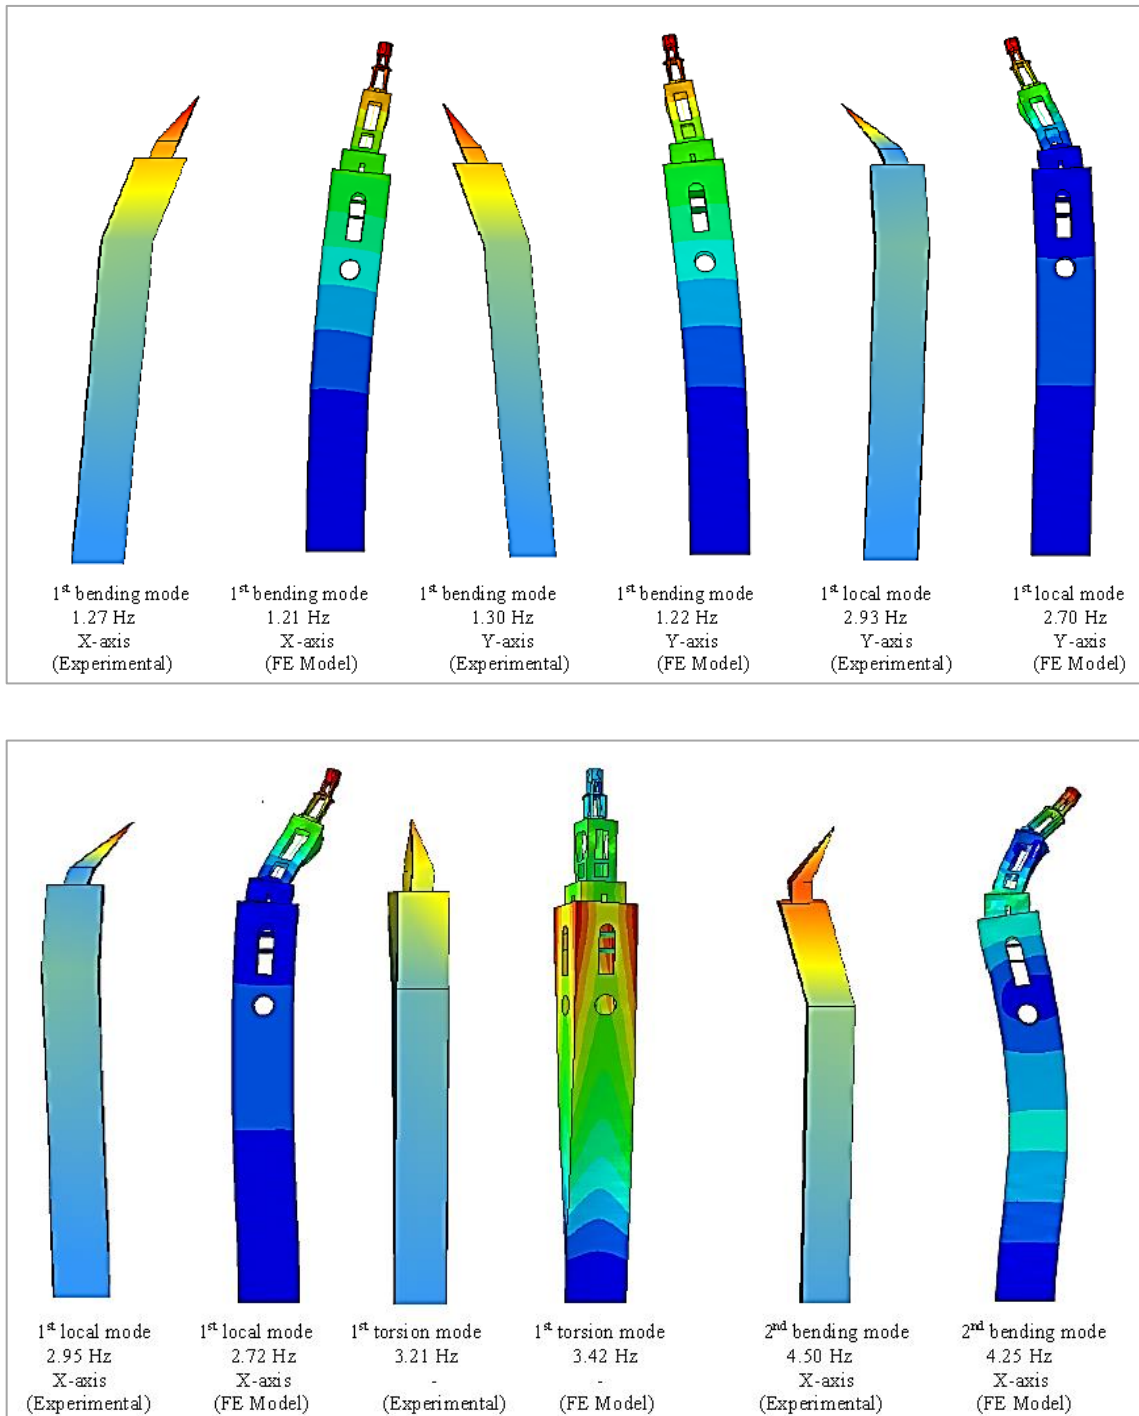 1st bending mode
1.27 Hz
X-axis
(Experimental)
1st bending mode
1.21 Hz
X-axis
(FE Model)
1st bending mode
1.30 Hz
Y-axis
(Experimental)
1st bending mode
1.22 Hz
Y-axis
(FE Model)
1st local mode
2.93 Hz
Y-axis
(Experimental)
1st local mode
2.70 Hz
Y-axis
(FE Model)
1st local mode
2.95 Hz
X-axis
(Experimental)
1st local mode
2.72 Hz
X-axis
(FE Model)
1st torsion mode
3.21 Hz
-
(Experimental)
1st torsion mode
3.42 Hz
-
(FE Model)
2nd bending mode
4.50 Hz
X-axis
(Experimental)
2nd bending mode
4.25 Hz
X-axis
(FE Model)